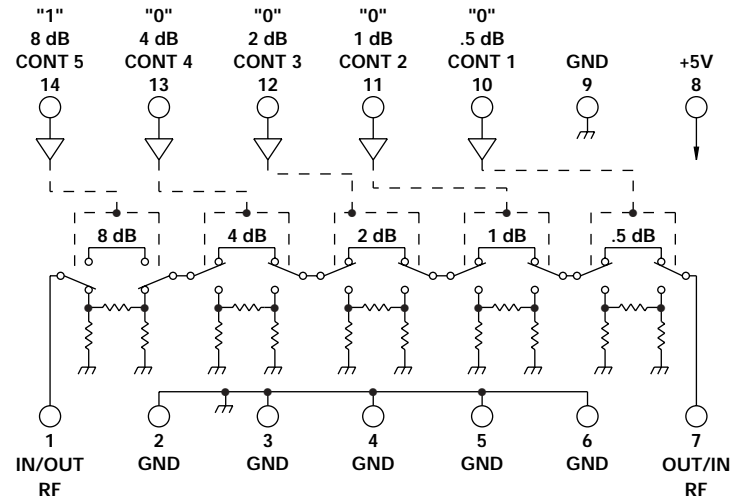 "1" "0" "0" "0" "0"
8 dB 4 dB 2 dB 1 dB .5 dB
CONT 5 CONT 4 CONT 3 CONT 2 CONT 1 GND +5V
14 13 12 11 10 9 8
8 dB 4 dB 2 dB 1 dB .5 dB
1 2 3 4 5 6 7
IN/OUT GND GND GND GND GND OUT/IN
RF RF